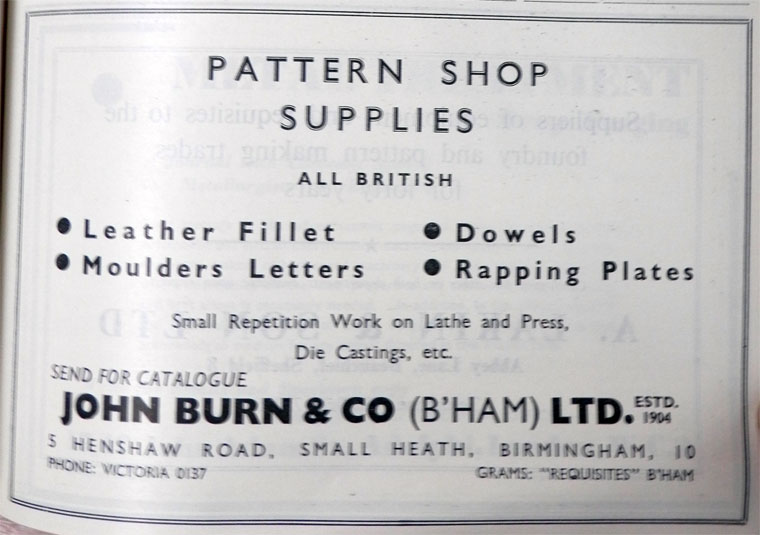 PATTERN SHOP
SUPPLIES
ALL BRITISH
● Leather Fillet ● Dowels
● Moulders Letters ● Rapping Plates
Small Repetition Work on Lathe and Press,
Die Castings, etc.
SEND FOR CATALOGUE
JOHN BURN & CO (B'HAM) LTD. ESTD. 1904
5 HENSHAW ROAD, SMALL HEATH, BIRMINGHAM, 10
PHONE: VICTORIA 0137 GRAMS: "REQUISITES" B'HAM